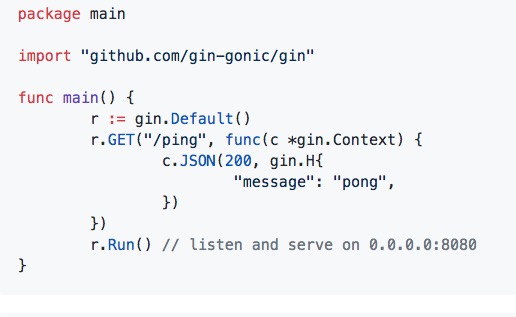 package main

import "github.com/gin-gonic/gin"

func main() {
        r := gin.Default()
        r.GET("/ping", func(c *gin.Context) {
                c.JSON(200, gin.H{
                        "message": "pong",
                })
        })
        r.Run() // listen and serve on 0.0.0.0:8080
}